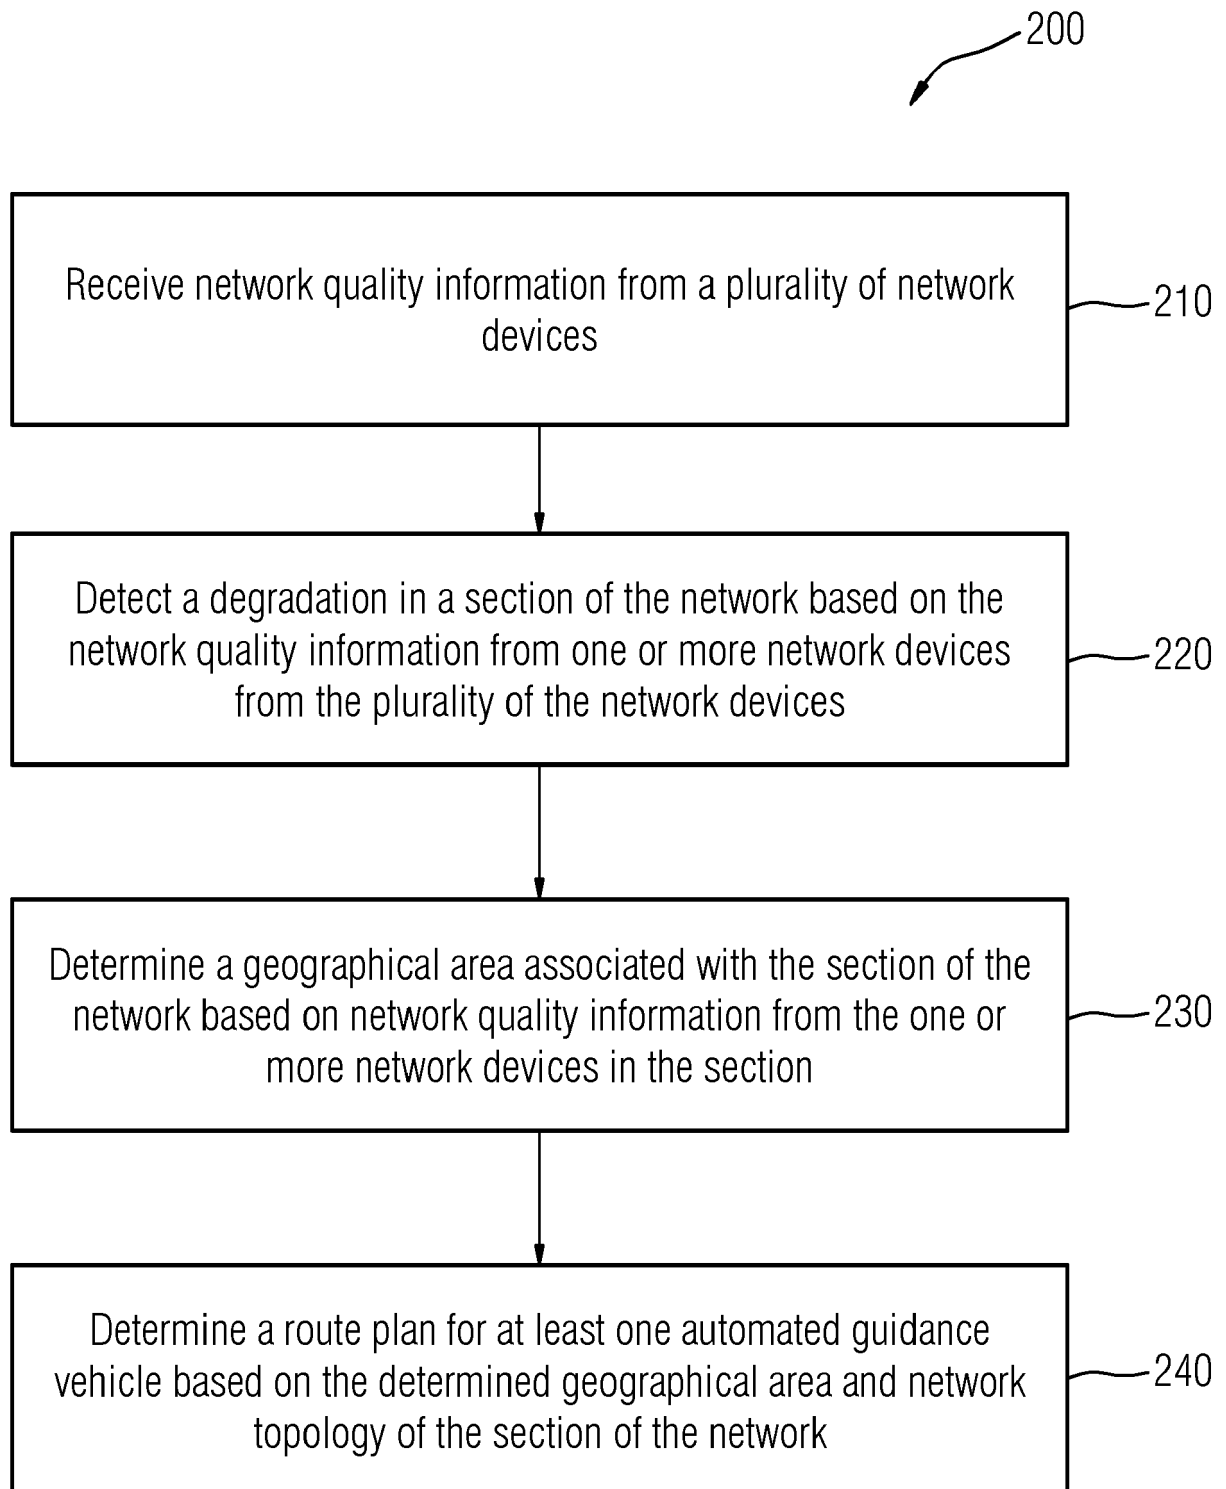 200
Receive network quality information from a plurality of network
devices
210
Detect a degradation in a section of the network based on the
network quality information from one or more network devices
from the plurality of the network devices
220
Determine a geographical area associated with the section of the
network based on network quality information from the one or
more network devices in the section
230
Determine a route plan for at least one automated guidance
vehicle based on the determined geographical area and network
topology of the section of the network
240